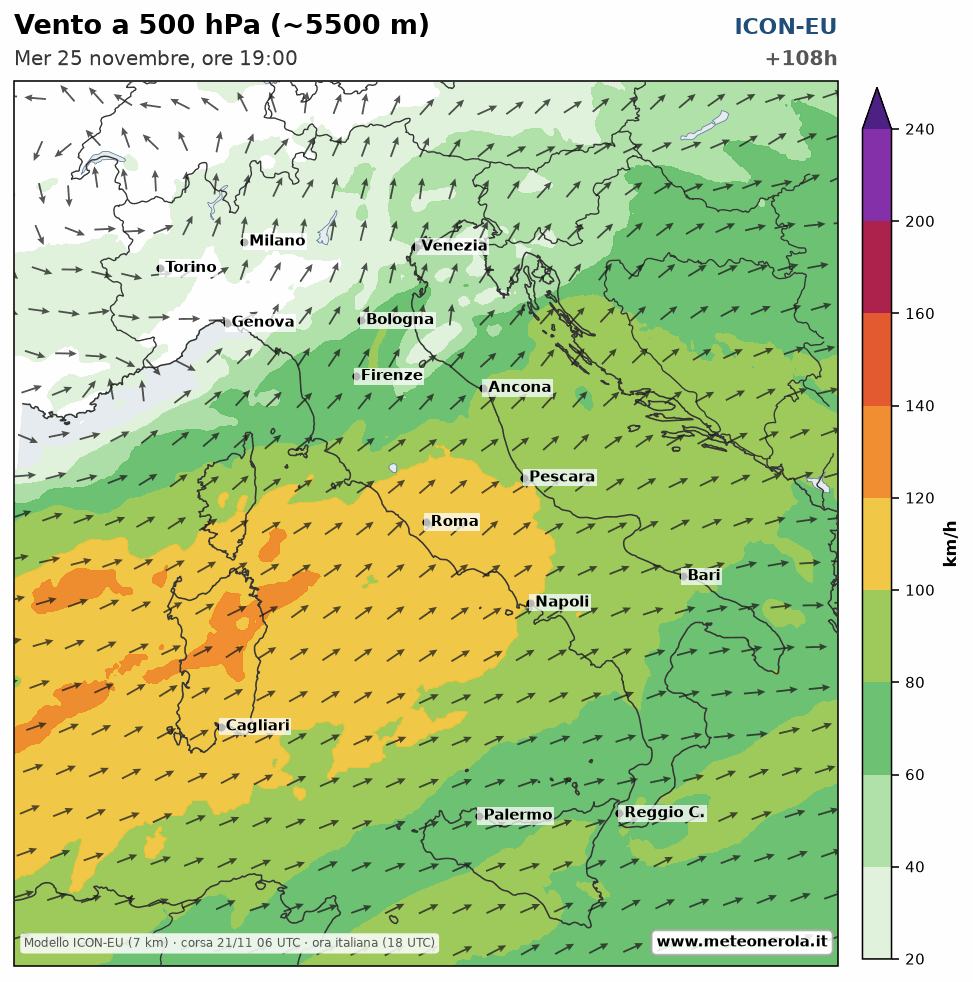 Vento a 500 hPa (~5500 m)
ICON-EU
Mer 25 novembre, ore 19:00
+108h
240
200
160
140
120
100
80
60
40
20
km/h
Milano
Venezia
Torino
Genova
Bologna
Firenze
Ancona
Pescara
Roma
Bari
Napoli
Cagliari
Palermo
Reggio C.
Modello ICON-EU (7 km) · corsa 21/11 06 UTC · ora italiana (18 UTC)
www.meteonerola.it